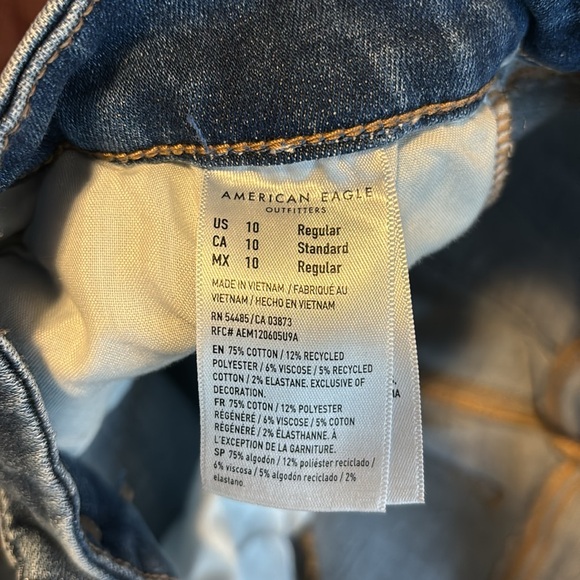 AMERICAN EAGLE
OUTFITTERS
US 10 Regular
CA 10 Standard
MX 10 Regular
MADE IN VIETNAM / FABRIQUÉ AU
VIETNAM / HECHO EN VIETNAM
RN 54485/CA 03873
RFC# AEM120605U9A
EN 75% COTTON / 12% RECYCLED
POLYESTER / 6% VISCOSE / 5% RECYCLED
COTTON / 2% ELASTANE. EXCLUSIVE OF
DECORATION.
FR 75% COTON / 12% POLYESTER
RÉGÉNÉRÉ / 6% VISCOSE / 5% COTON
RÉGÉNÉRÉ / 2% ÉLASTHANNE. À
L'EXCEPTION DE LA GARNITURE.
SP 75% algodón / 12% poliéster reciclado /
6% viscosa / 5% algodón reciclado / 2%
elastano.